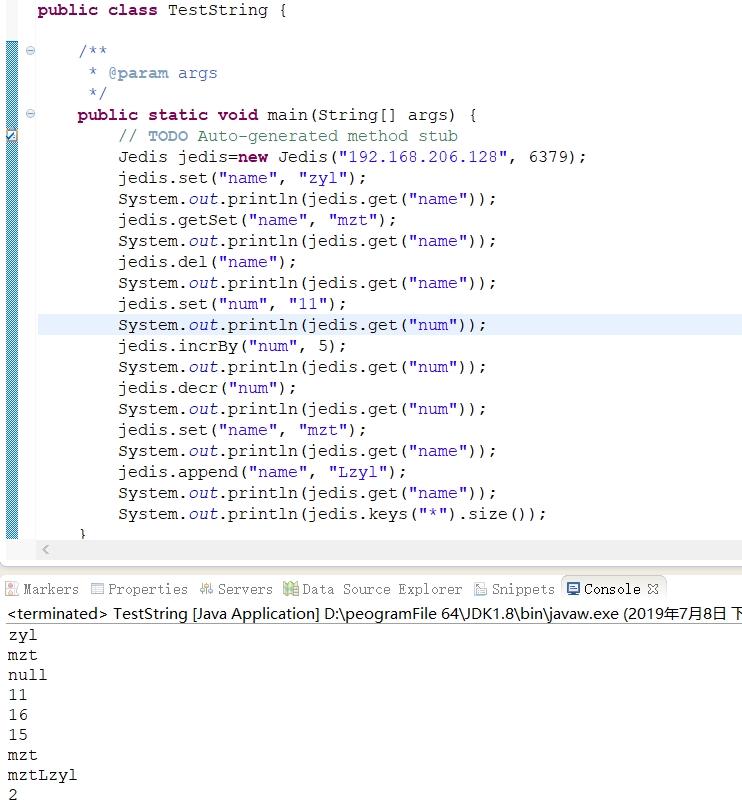 public class TestString {
/**
* @param args
*/
public static void main(String[] args) {
// TODO Auto-generated method stub
Jedis jedis=new Jedis("192.168.206.128", 6379);
jedis.set("name", "zyl");
System.out.println(jedis.get("name"));
jedis.getSet("name", "mzt");
System.out.println(jedis.get("name"));
jedis.del("name");
System.out.println(jedis.get("name"));
jedis.set("num", "11");
System.out.println(jedis.get("num"));
jedis.incrBy("num", 5);
System.out.println(jedis.get("num"));
jedis.decr("num");
System.out.println(jedis.get("num"));
jedis.set("name", "mzt");
System.out.println(jedis.get("name"));
jedis.append("name", "Lzyl");
System.out.println(jedis.get("name"));
System.out.println(jedis.keys("*").size());
}
Markers Properties Servers Data Source Explorer Snippets Console
<terminated> TestString [Java Application] D:\peogramFile 64\JDK1.8\bin\javaw.exe (2019年7月8日 下
zyl
mzt
null
11
16
15
mzt
mztLzyl
2